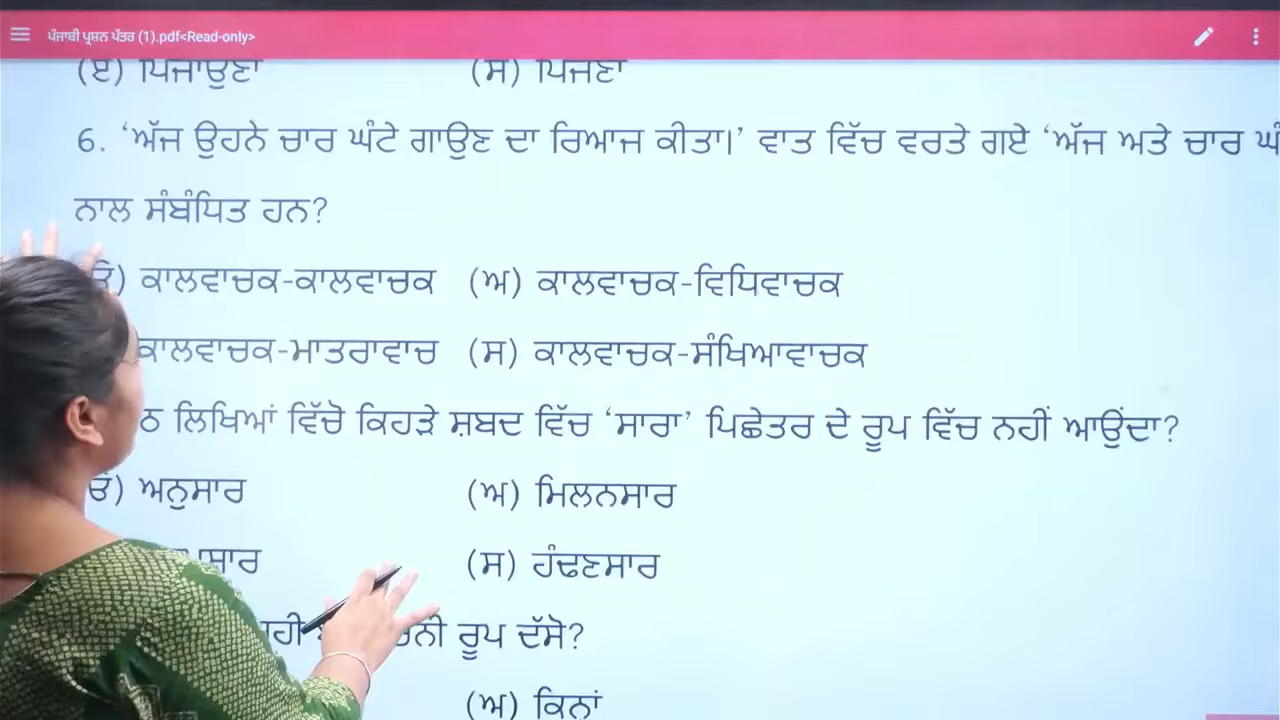 ਪੰਜਾਬੀ ਪ੍ਰਸ਼ਨ ਪੱਤਰ (1).pdf<Read-only>
(ੲ) ਪਿੰਜਾਉਣਾ (ਸ) ਪਿੰਜਣਾ
6. ‘ਅੱਜ ਉਹਨੇ ਚਾਰ ਘੰਟੇ ਗਾਉਣ ਦਾ ਰਿਆਜ ਕੀਤਾ।’ ਵਾਤ ਵਿੱਚ ਵਰਤੇ ਗਏ ‘ਅੱਜ ਅਤੇ ਚਾਰ
ਨਾਲ ਸੰਬੰਧਿਤ ਹਨ?
ਕਾਲਵਾਚਕ-ਕਾਲਵਾਚਕ (ਅ) ਕਾਲਵਾਚਕ-ਵਿਧਿਵਾਚਕ
ਕਾਲਵਾਚਕ-ਮਾਤਰਾਵਾਚ (ਸ) ਕਾਲਵਾਚਕ-ਸੰਖਿਆਵਾਚਕ
ਲਿਖਿਆਂ ਵਿੱਚੋ ਕਿਹੜੇ ਸ਼ਬਦ ਵਿੱਚ ‘ਸਾਰਾ’ ਪਿਛੇਤਰ ਦੇ ਰੂਪ ਵਿੱਚ ਨਹੀਂ ਆਉਂਦਾ?
ਅਨੁਸਾਰ (ਅ) ਮਿਲਨਸਾਰ
(ਸ) ਹੰਢਣਸਾਰ
ਰੂਪ ਦੱਸੋ?
(ਅ) ਕਿਨਾਂ